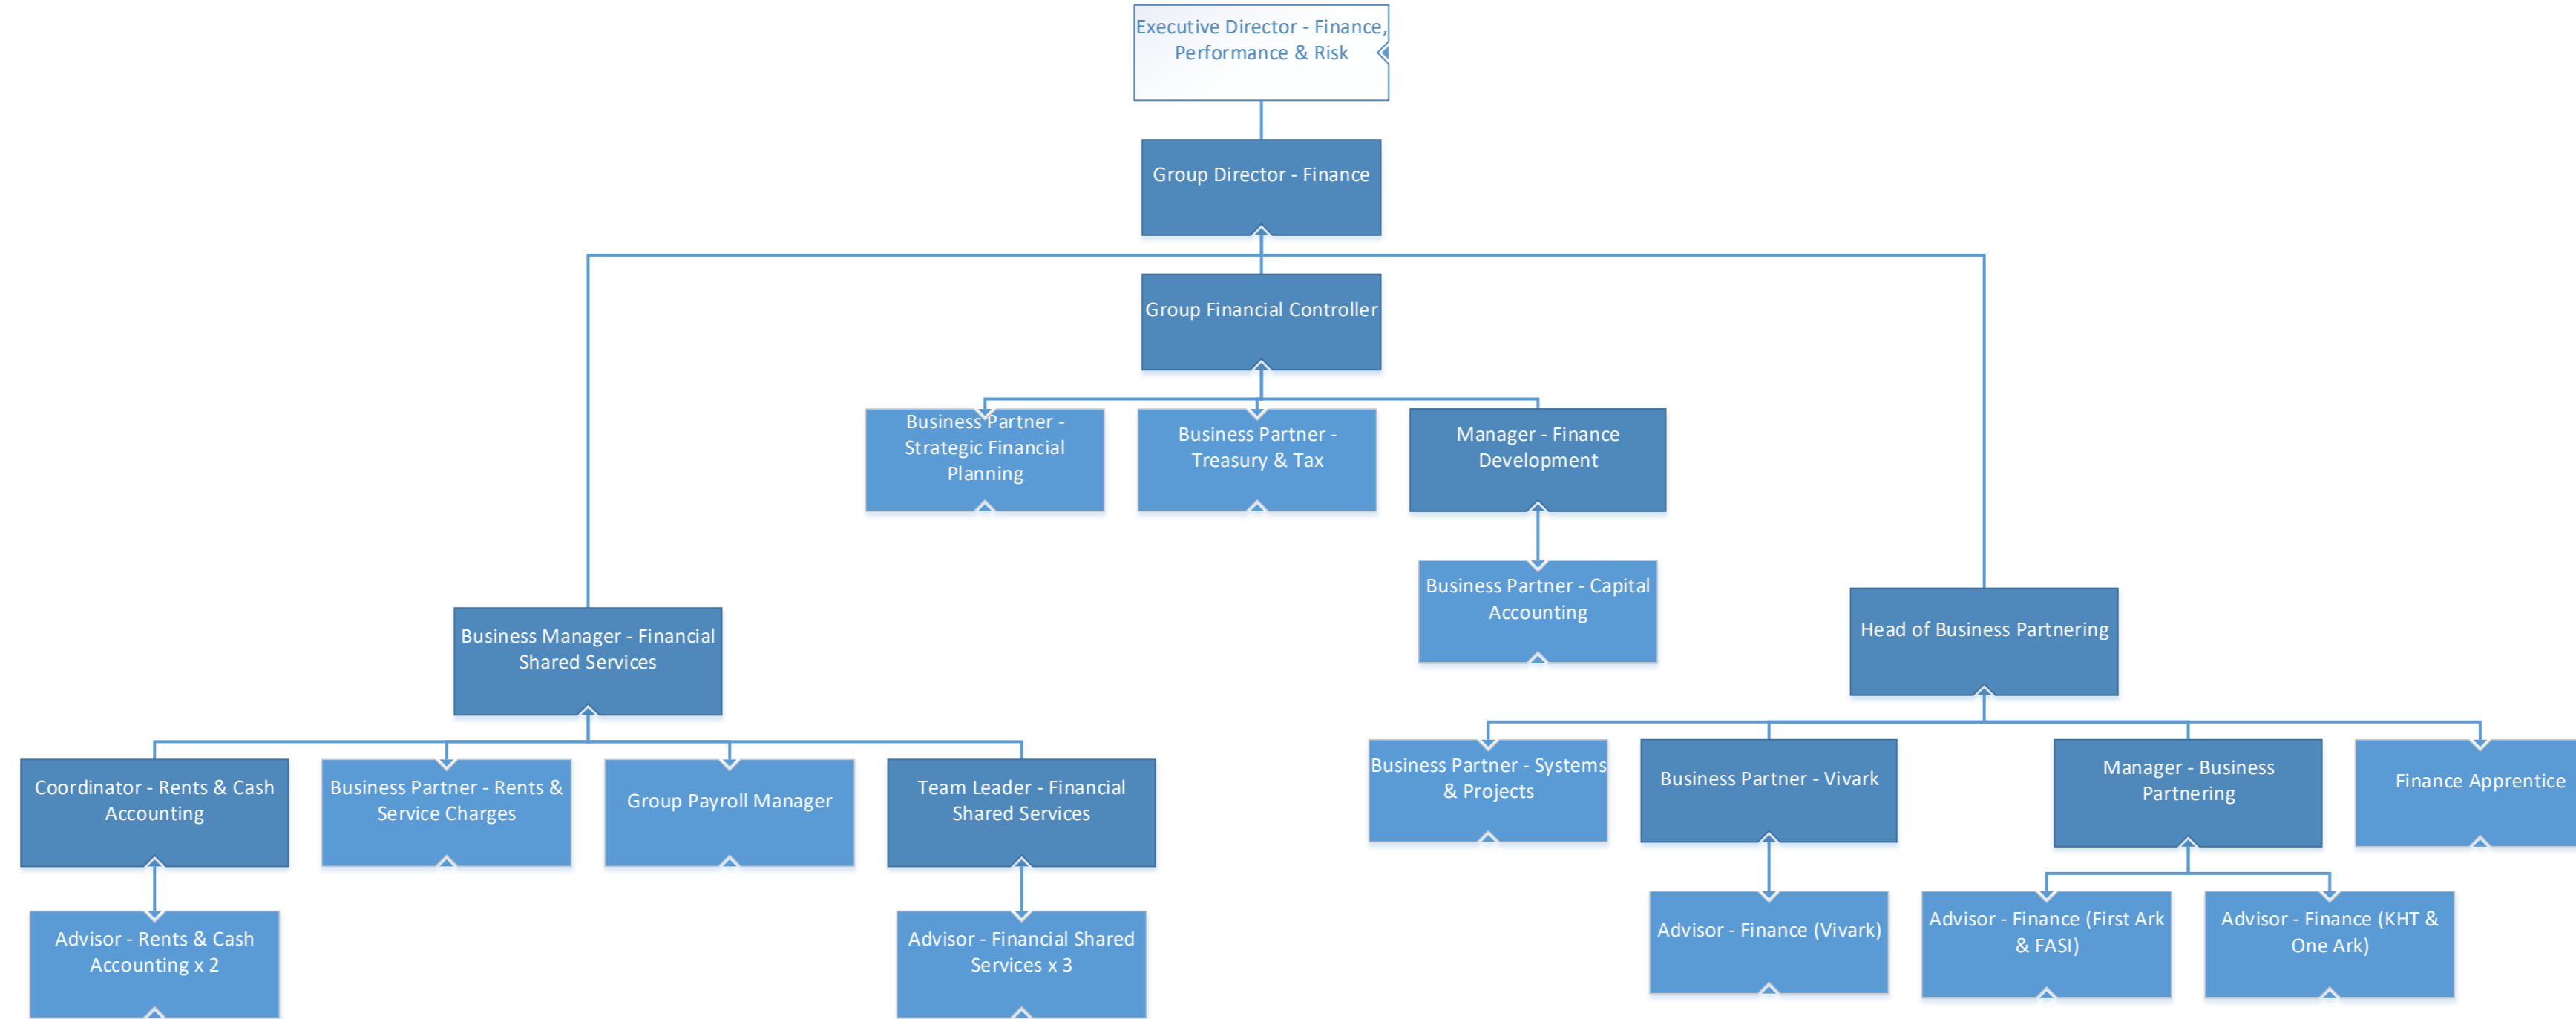 Executive Director - Finance,
Performance & Risk
Group Director - Finance
Group Financial Controller
Business Partner -
Strategic Financial
Planning
Business Partner -
Treasury & Tax
Manager - Finance
Development
Business Partner - Capital
Accounting
Business Manager - Financial
Shared Services
Head of Business Partnering
Coordinator - Rents & Cash
Accounting
Business Partner - Rents &
Service Charges
Group Payroll Manager
Team Leader - Financial
Shared Services
Business Partner - Systems
& Projects
Business Partner - Vivark
Manager - Business
Partnering
Finance Apprentice
Advisor - Rents & Cash
Accounting x 2
Advisor - Financial Shared
Services x 3
Advisor - Finance (Vivark)
Advisor - Finance (First Ark
& FASI)
Advisor - Finance (KHT &
One Ark)